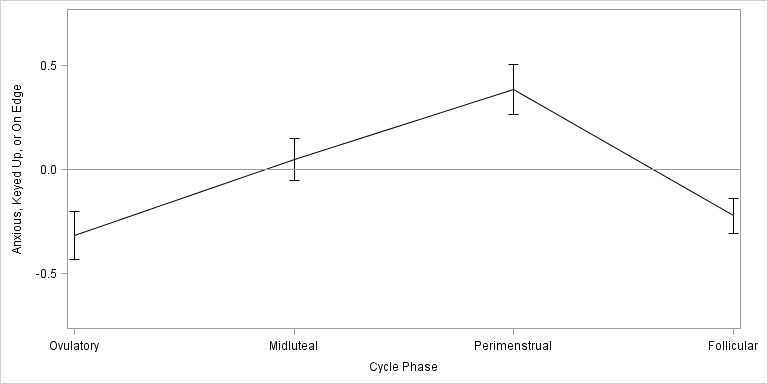 Anxious, Keyed Up, or On Edge
0.5
0.0
-0.5
Ovulatory Midluteal Perimenstrual Follicular
Cycle Phase